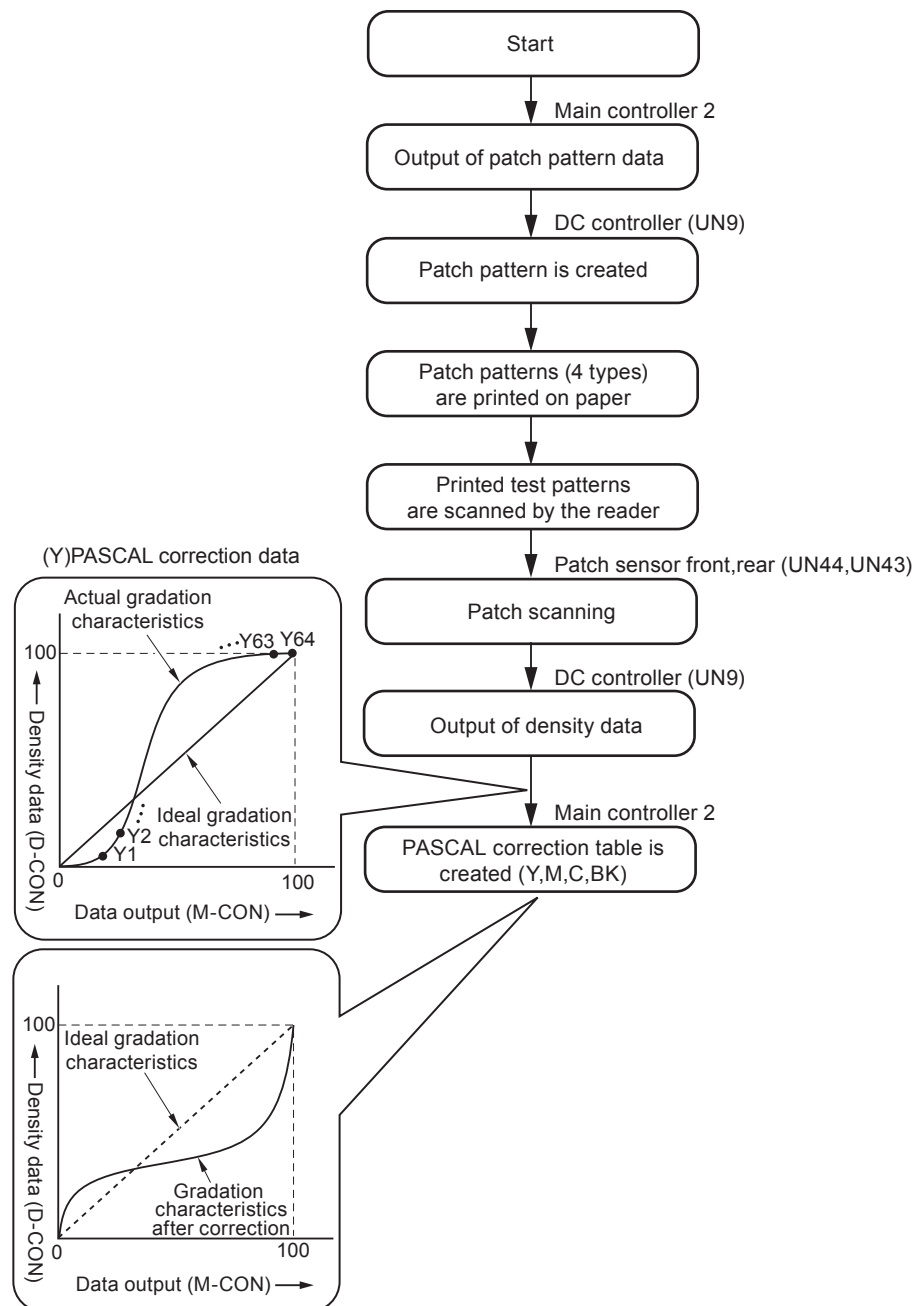 Start
Main controller 2
Output of patch pattern data
DC controller (UN9)
Patch pattern is created
Patch patterns (4 types)
are printed on paper
Printed test patterns
are scanned by the reader
Patch sensor front,rear (UN44,UN43)
Patch scanning
DC controller (UN9)
Output of density data
Main controller 2
PASCAL correction table is
created (Y,M,C,BK)
(Y)PASCAL correction data
Actual gradation
characteristics
Y63 Y64
100
Density data (D-CON)
Ideal gradation
characteristics
Y2
Y1
0
100
Data output (M-CON)
100
Ideal gradation
characteristics
Density data (D-CON)
Gradation
characteristics
after correction
0
100
Data output (M-CON)